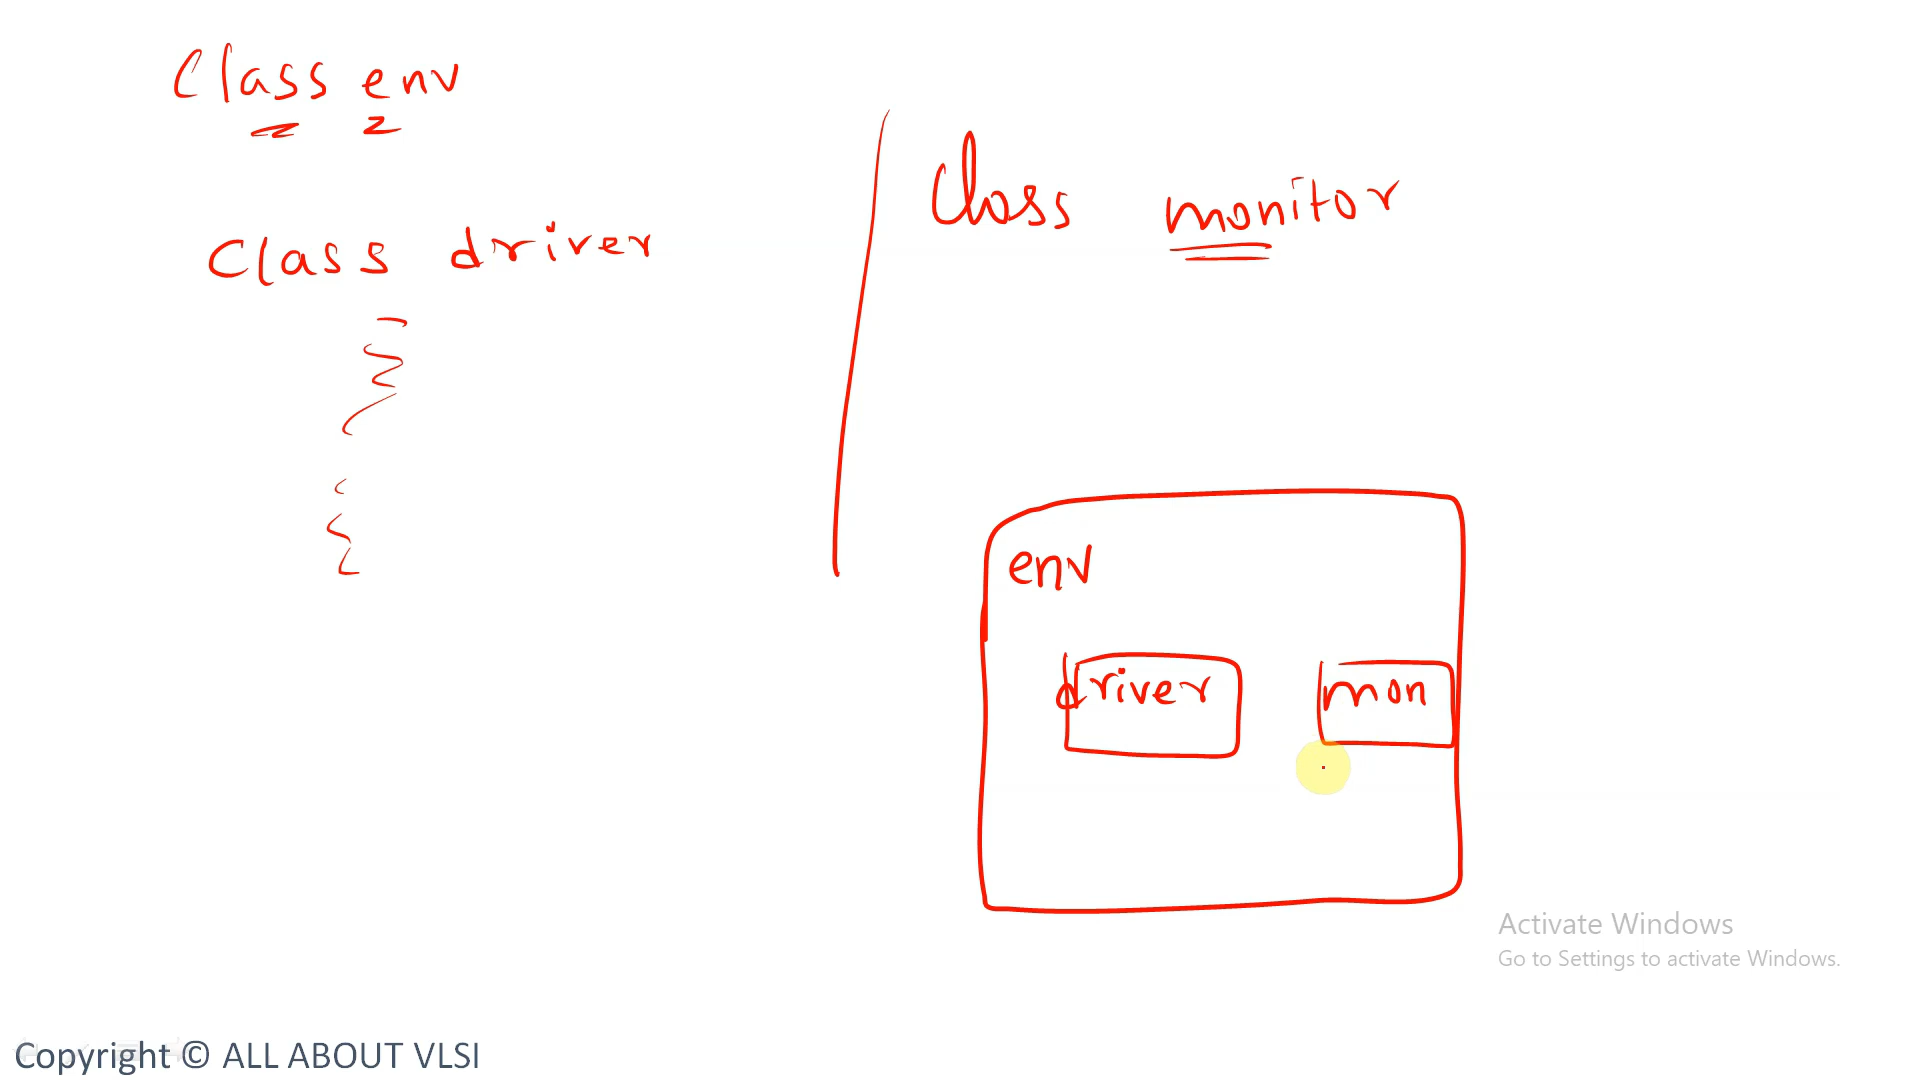 Class env
Class driver
Class monitor
env
driver
mon
Activate Windows
Go to Settings to activate Windows.
Copyright © ALL ABOUT VLSI